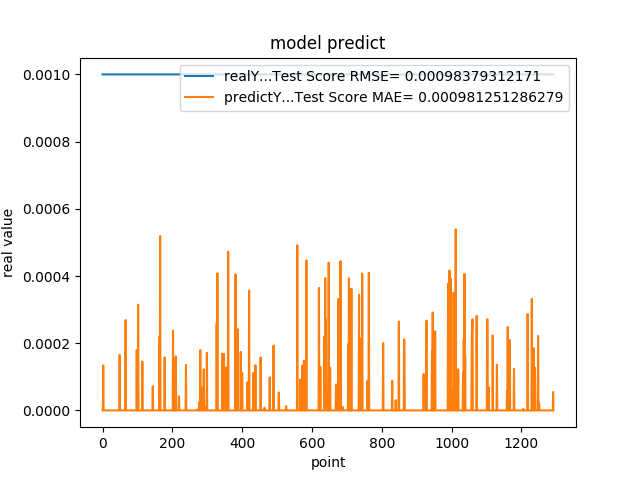 model predict
realY...Test Score RMSE= 0.00098379312171
predictY...Test Score MAE= 0.000981251286279
real value
0.0010
0.0008
0.0006
0.0004
0.0002
0.0000
0 200 400 600 800 1000 1200
point